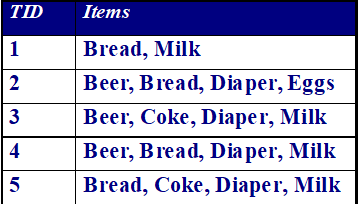 TID Items
1 Bread, Milk
2 Beer, Bread, Diaper, Eggs
3 Beer, Coke, Diaper, Milk
4 Beer, Bread, Diaper, Milk
5 Bread, Coke, Diaper, Milk